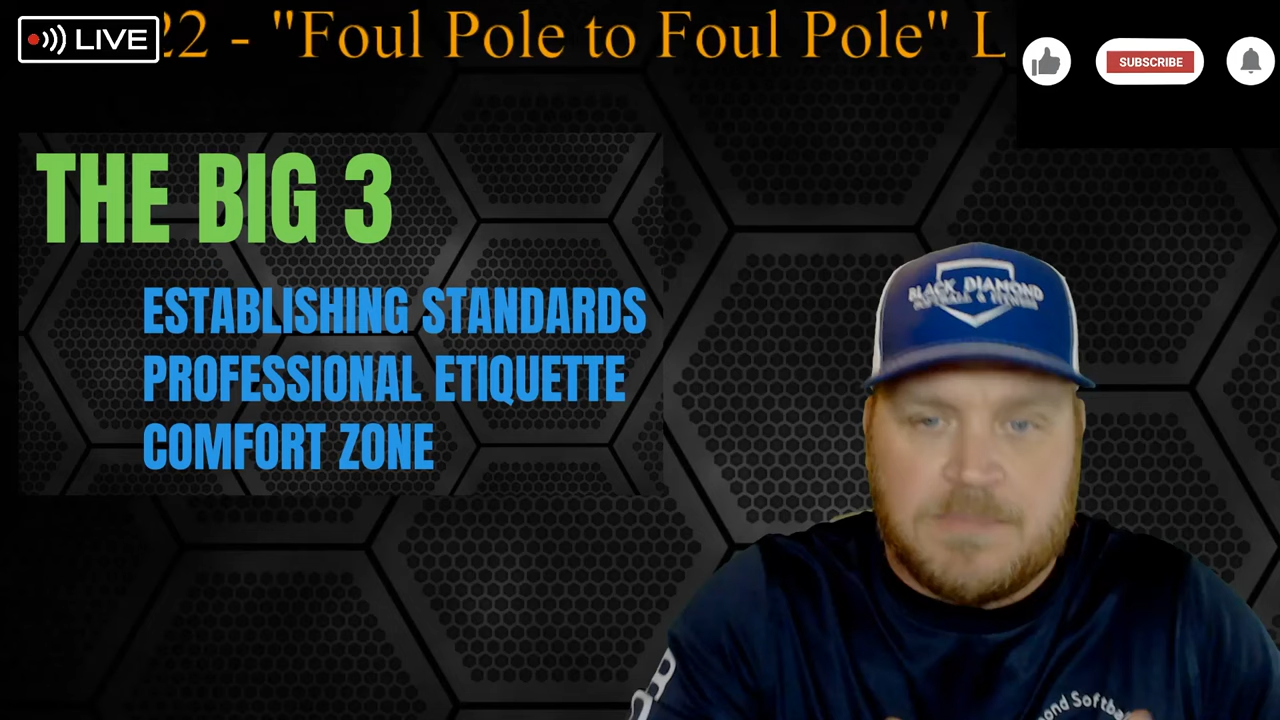 22 - "Foul Pole to Foul Pole" L
LIVE
SUBSCRIBE
THE BIG 3
ESTABLISHING STANDARDS
PROFESSIONAL ETIQUETTE
COMFORT ZONE
BLACK DIAMOND